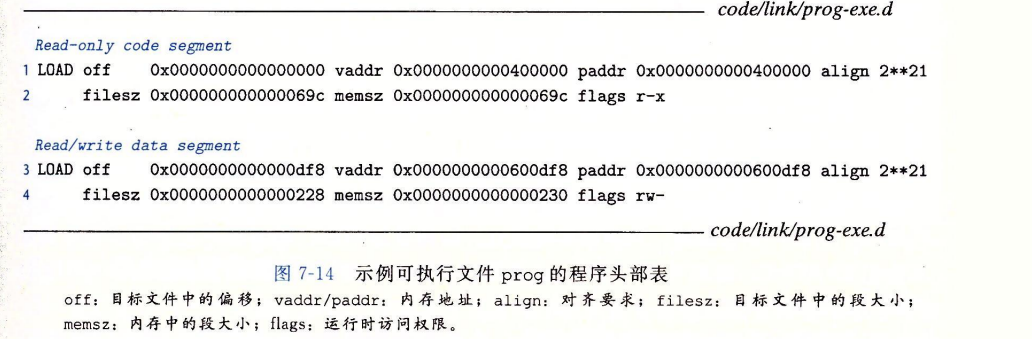 code/link/prog-exe.d
Read-only code segment
1 LOAD off 0x0000000000000000 vaddr 0x0000000000400000 paddr 0x0000000000400000 align 2**21
2 filesz 0x000000000000069c memsz 0x000000000000069c flags r-x
Read/write data segment
3 LOAD off 0x0000000000000df8 vaddr 0x0000000000600df8 paddr 0x0000000000600df8 align 2**21
4 filesz 0x0000000000000228 memsz 0x0000000000000230 flags rw-
code/link/prog-exe.d
图 7-14 示例可执行文件 prog 的程序头部表
off：目标文件中的偏移；vaddr/paddr：内存地址；align：对齐要求；filesz：目标文件中的段大小；
memsz：内存中的段大小；flags：运行时访问权限。